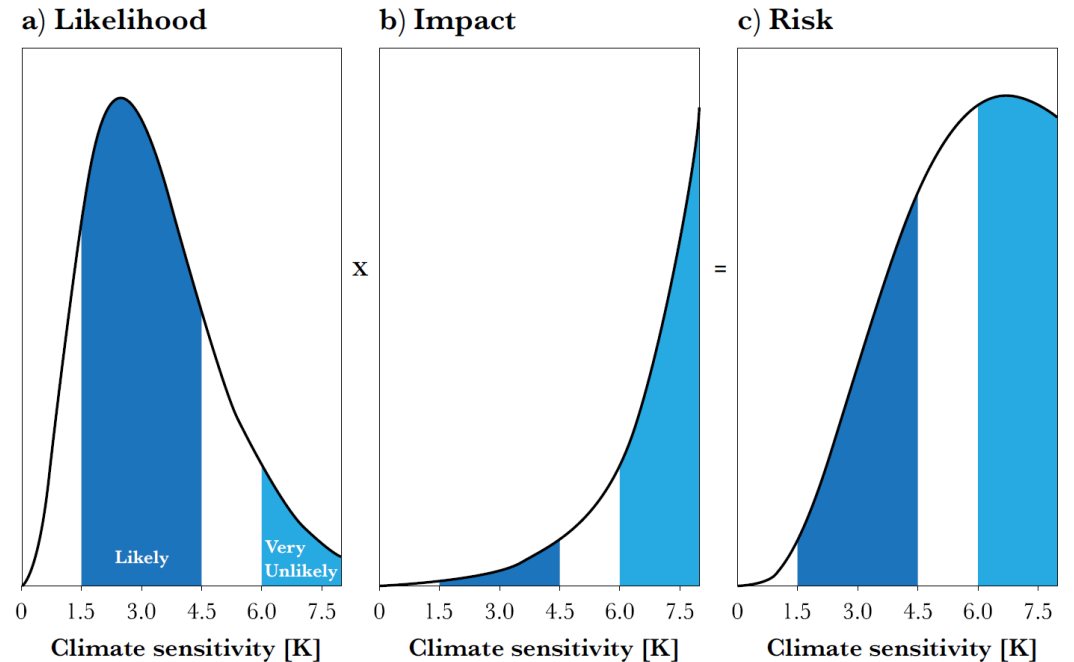 a) Likelihood
b) Impact
c) Risk
x
=
Likely
Very
Unlikely
0 1.5 3.0 4.5 6.0 7.5
0 1.5 3.0 4.5 6.0 7.5
0 1.5 3.0 4.5 6.0 7.5
Climate sensitivity [K]
Climate sensitivity [K]
Climate sensitivity [K]